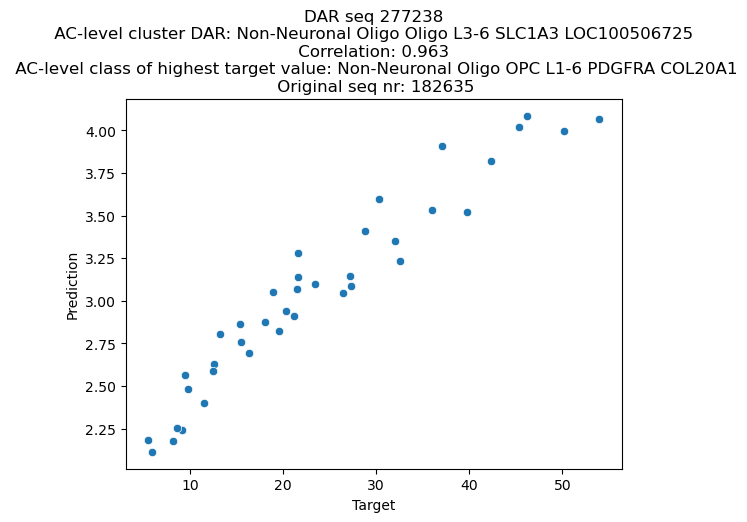 DAR seq 277238
AC-level cluster DAR: Non-Neuronal Oligo Oligo L3-6 SLC1A3 LOC100506725
Correlation: 0.963
AC-level class of highest target value: Non-Neuronal Oligo OPC L1-6 PDGFRA COL20A1
Original seq nr: 182635
4.00
3.75
3.50
3.25
3.00
2.75
2.50
2.25
Prediction
10 20 30 40 50
Target